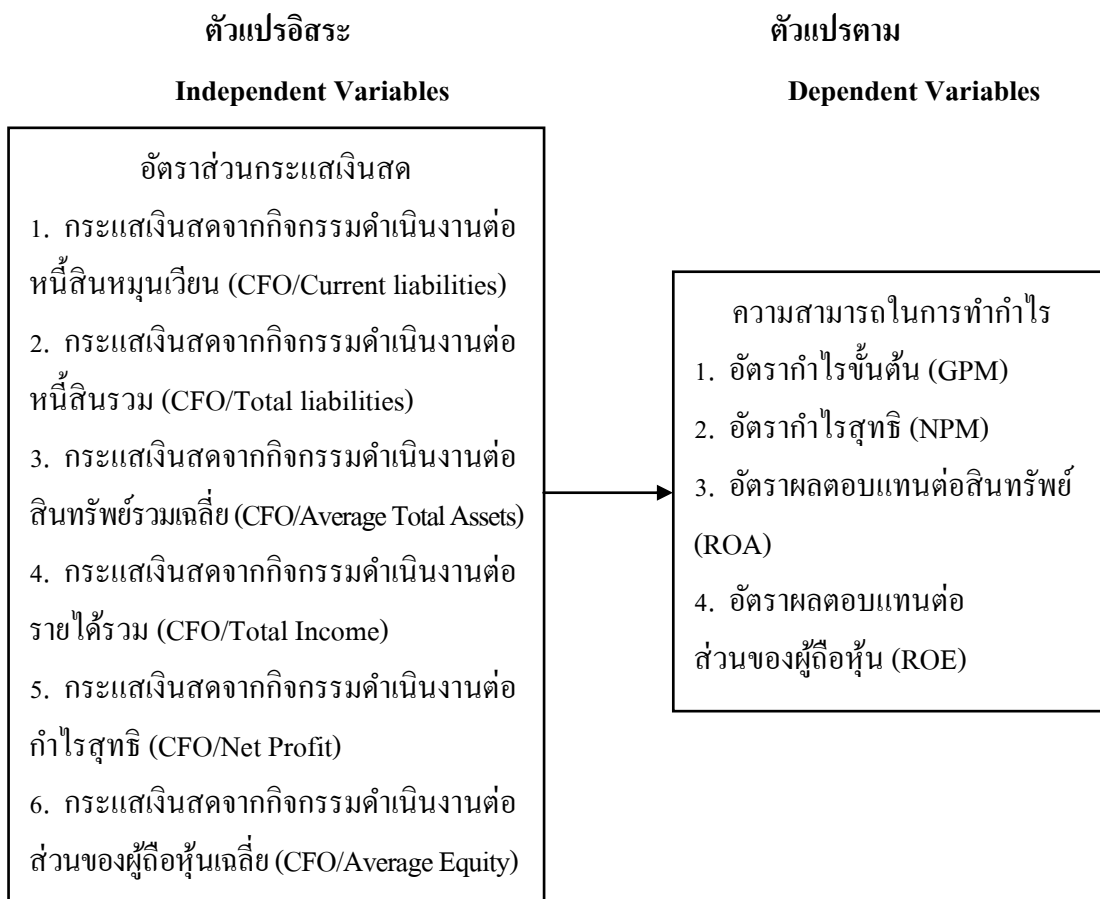 ตัวแปรอิสระ
Independent Variables
อัตราส่วนกระแสเงินสด
1. กระแสเงินสดจากกิจกรรมดำเนินงานต่อ
หนี้สินหมุนเวียน (CFO/Current liabilities)
2. กระแสเงินสดจากกิจกรรมดำเนินงานต่อ
หนี้สินรวม (CFO/Total liabilities)
3. กระแสเงินสดจากกิจกรรมดำเนินงานต่อ
สินทรัพย์รวมเฉลี่ย (CFO/Average Total Assets)
4. กระแสเงินสดจากกิจกรรมดำเนินงานต่อ
รายได้รวม (CFO/Total Income)
5. กระแสเงินสดจากกิจกรรมดำเนินงานต่อ
กำไรสุทธิ (CFO/Net Profit)
6. กระแสเงินสดจากกิจกรรมดำเนินงานต่อ
ส่วนของผู้ถือหุ้นเฉลี่ย (CFO/Average Equity)
ตัวแปรตาม
Dependent Variables
ความสามารถในการทำกำไร
1. อัตรากำไรขั้นต้น (GPM)
2. อัตรากำไรสุทธิ (NPM)
3. อัตราผลตอบแทนต่อสินทรัพย์
(ROA)
4. อัตราผลตอบแทนต่อ
ส่วนของผู้ถือหุ้น (ROE)